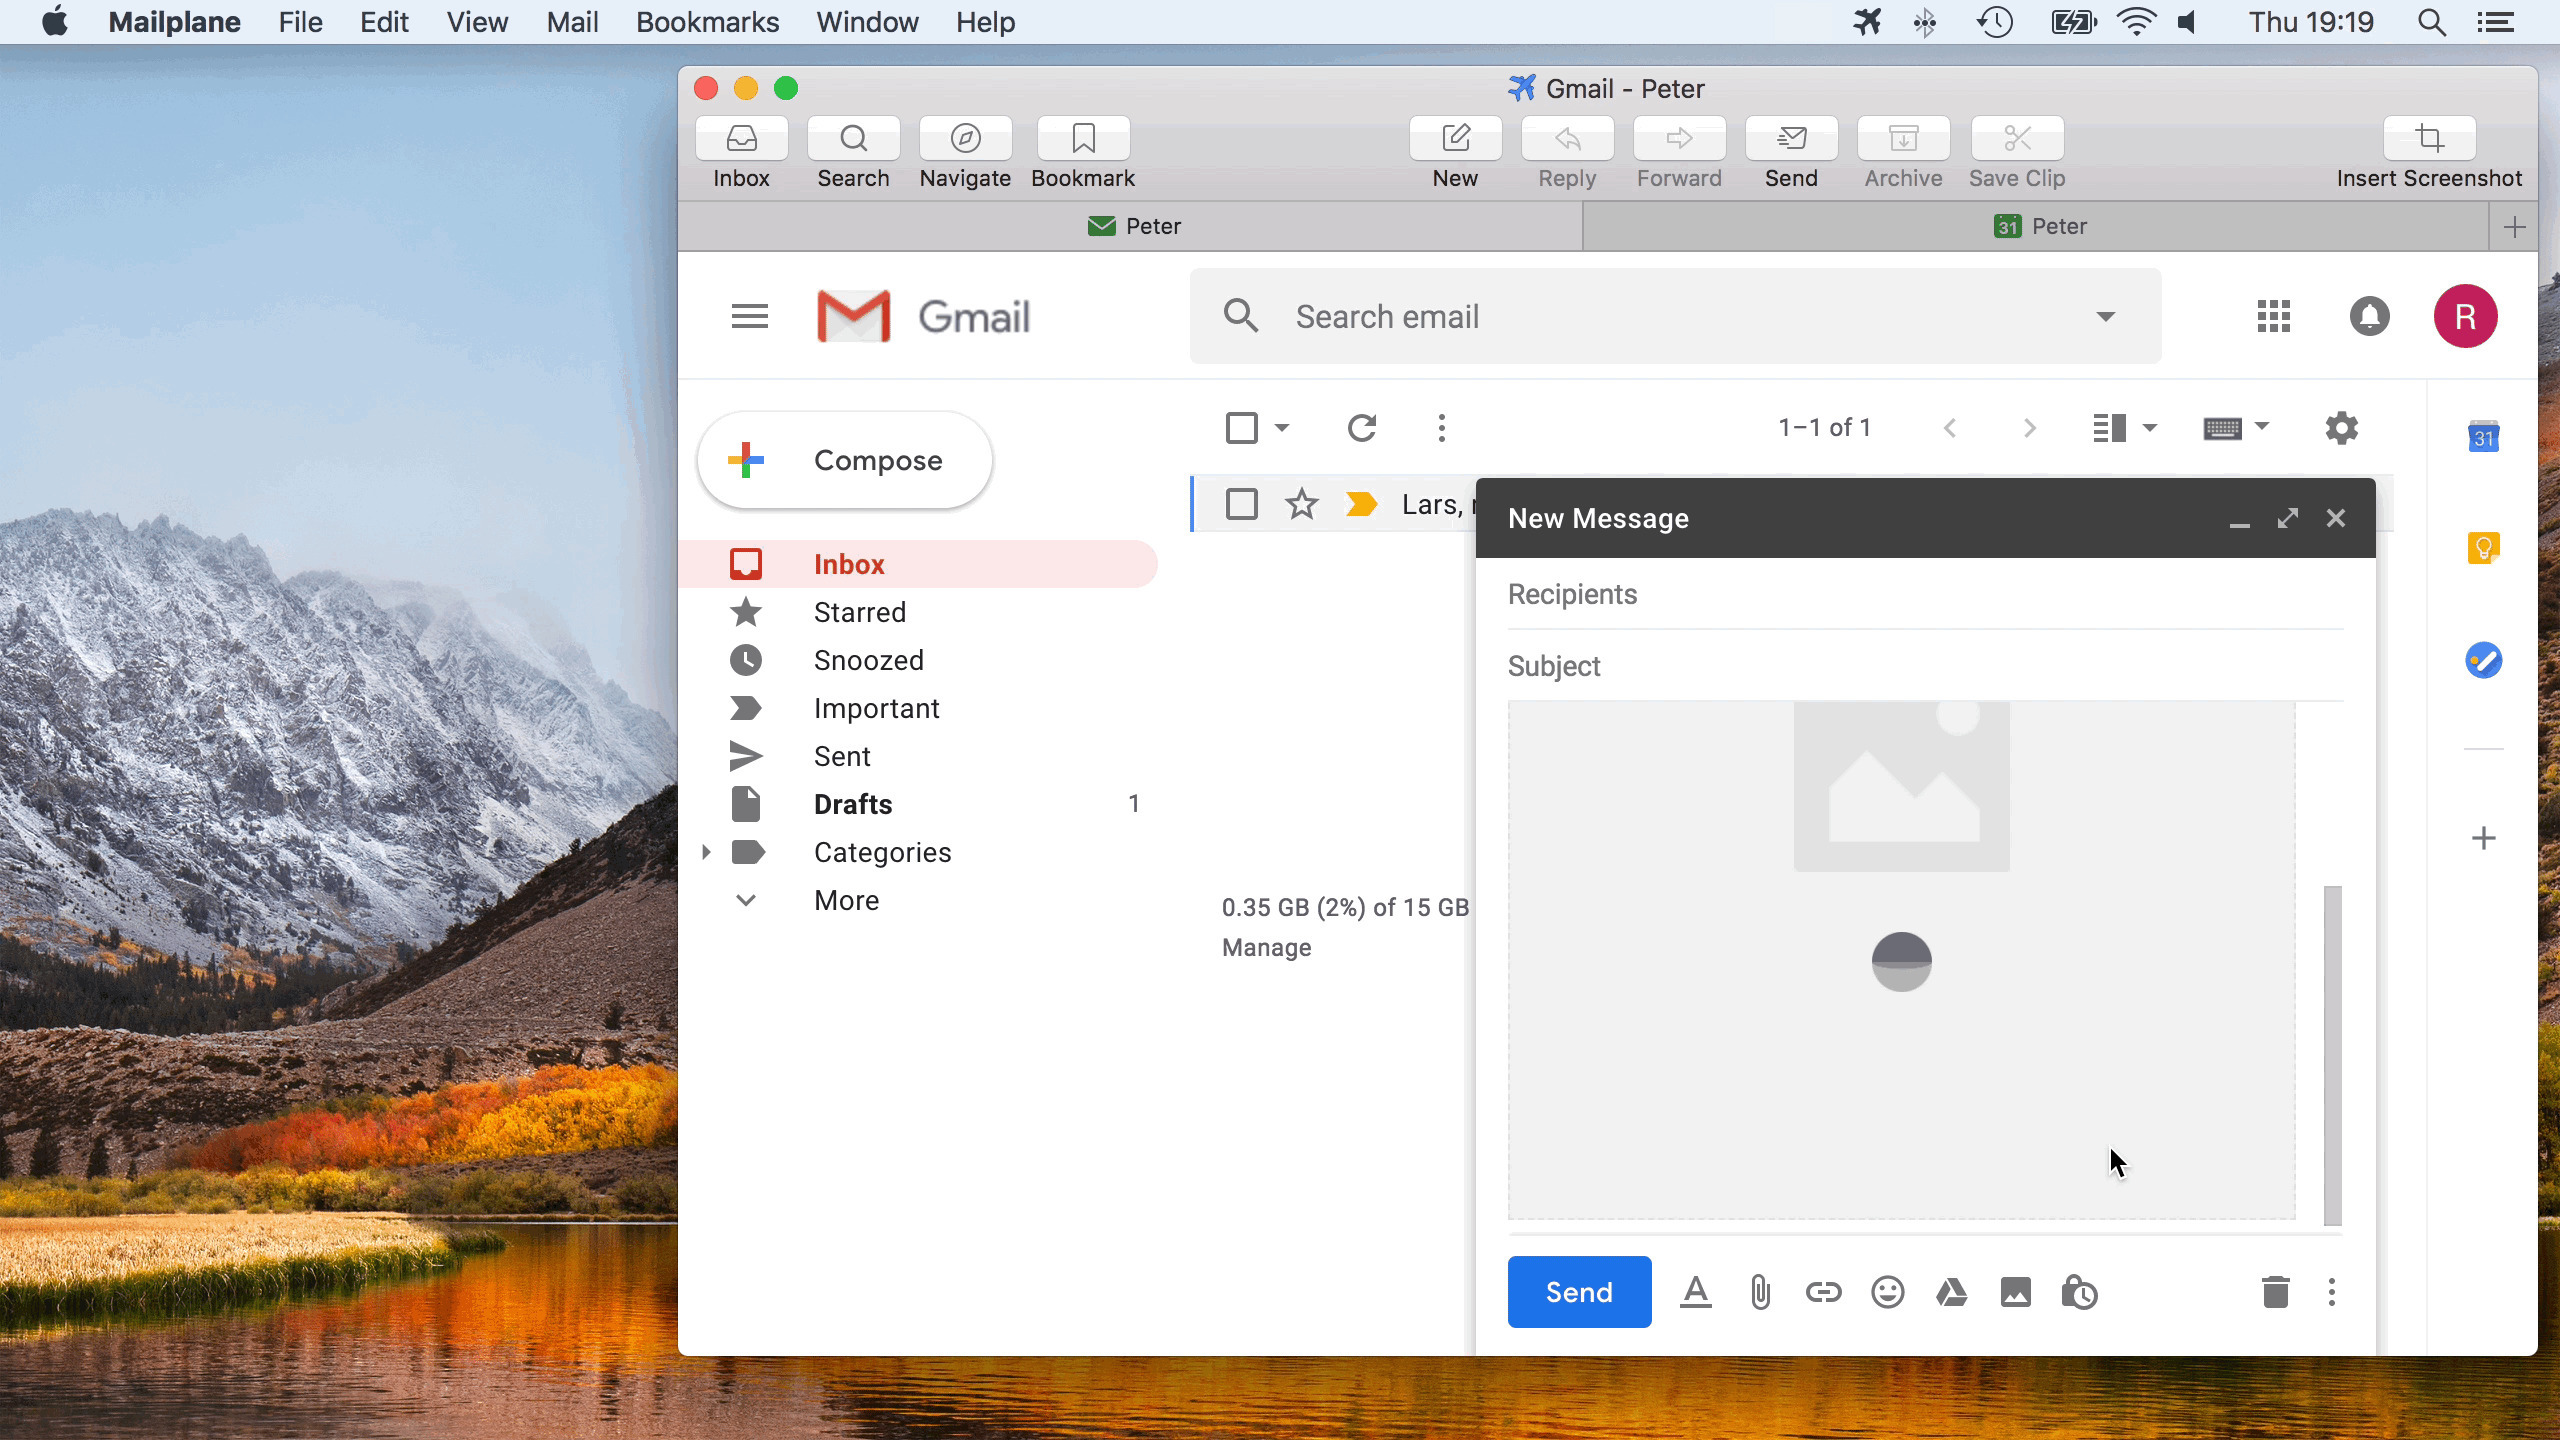 Mailplane File Edit View Mail Bookmarks Window Help Thu 19:19
Gmail - Peter
Inbox Search Navigate Bookmark New Reply Forward Send Archive Save Clip Insert Screenshot
Peter 31 Peter
Gmail Search email R
Compose 1–1 of 1 31
Lars,
New Message
Inbox
Starred
Snoozed
Important
Sent
Drafts 1
Categories
More
Recipients
Subject
0.35 GB (2%) of 15 GB
Manage
Send